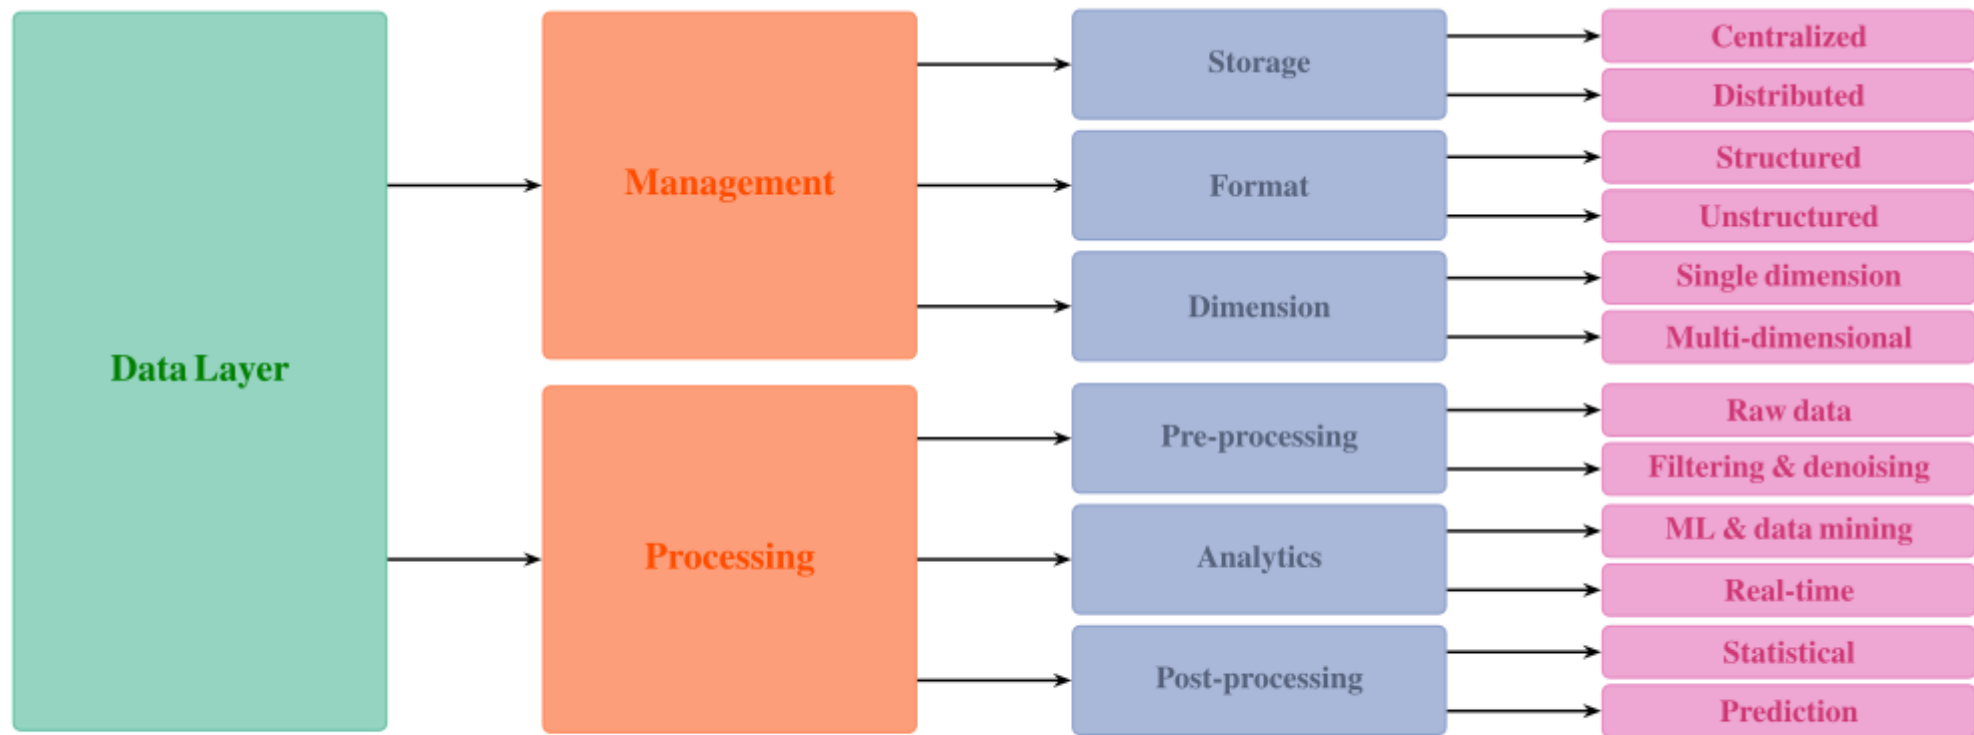 Data Layer
Management
Processing
Storage
Format
Dimension
Pre-processing
Analytics
Post-processing
Centralized
Distributed
Structured
Unstructured
Single dimension
Multi-dimensional
Raw data
Filtering & denoising
ML & data mining
Real-time
Statistical
Prediction